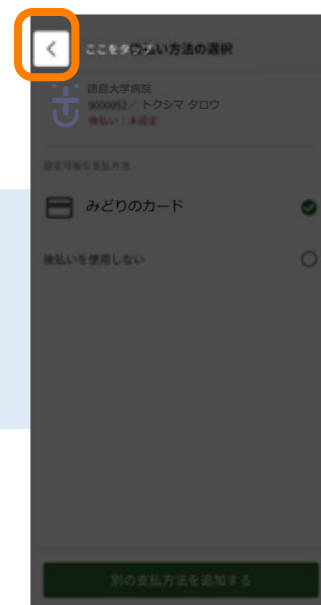 ここをタップ
後払い方法の選択
徳島大学病院
9000052／ トクシマ タロウ
後払い：未設定
設定可能な支払方法
みどりのカード
後払いを使用しない
別の支払方法を追加する